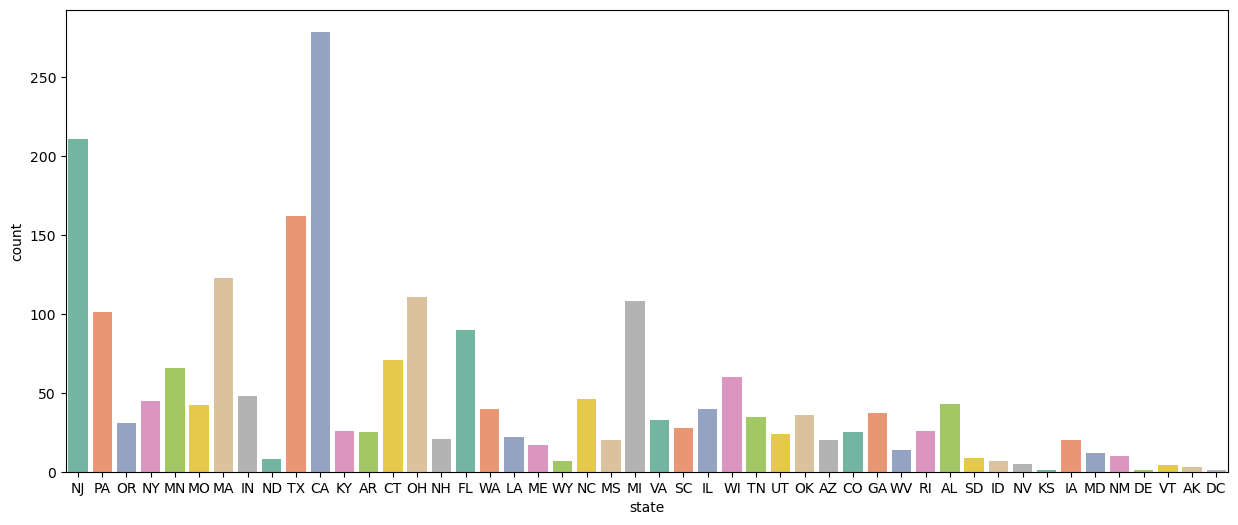 count
250
200
150
100
50
0
NJ PA OR NY MN MO MA IN ND TX CA KY AR CT OH NH FL WA LA ME WY NC MS MI VA SC IL WI TN UT OK AZ CO GA WV RI AL SD ID NV KS IA MD NM DE VT AK DC
state